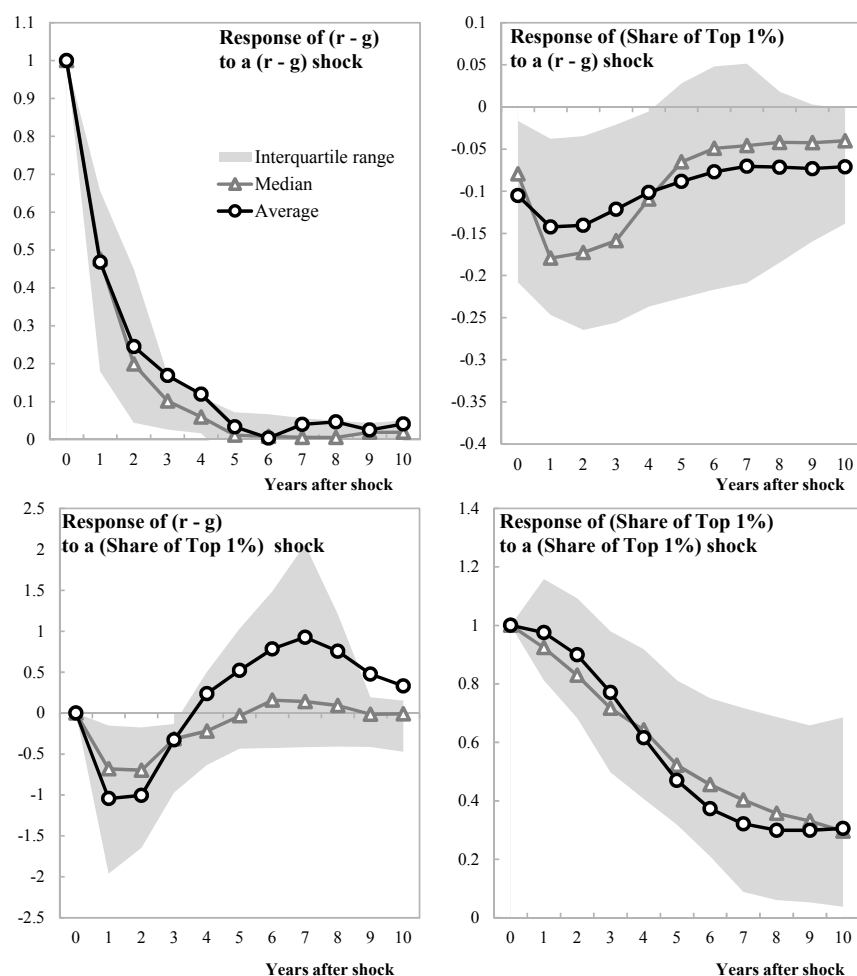 Response of (r - g)
to a (r - g) shock
1.1
1
0.9
0.8
0.7
0.6
0.5
0.4
0.3
0.2
0.1
0
Interquartile range
Median
Average
0 1 2 3 4 5 6 7 8 9 10
Years after shock
Response of (Share of Top 1%)
to a (r - g) shock
0.1
0.05
0
-0.05
-0.1
-0.15
-0.2
-0.25
-0.3
-0.35
-0.4
0 1 2 3 4 5 6 7 8 9 10
Years after shock
Response of (r - g)
to a (Share of Top 1%) shock
2.5
2
1.5
1
0.5
0
-0.5
-1
-1.5
-2
-2.5
0 1 2 3 4 5 6 7 8 9 10
Years after shock
Response of (Share of Top 1%)
to a (Share of Top 1%) shock
1.4
1.2
1
0.8
0.6
0.4
0.2
0
0 1 2 3 4 5 6 7 8 9 10
Years after shock